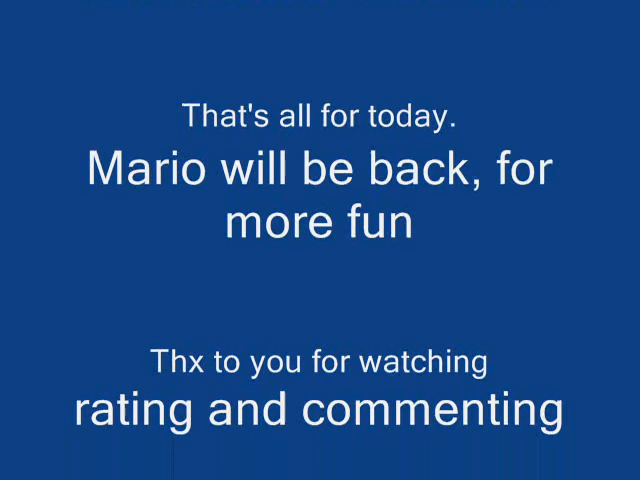 That's all for today.
Mario will be back, for
more fun
Thx to you for watching
rating and commenting